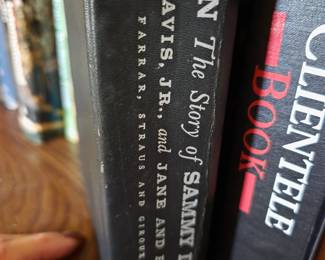 N The Story of SAMMY
AVIS, JR., and JANE AND
FARRAR, STRAUS AND GIROUX
CLIENTELE
BOOK